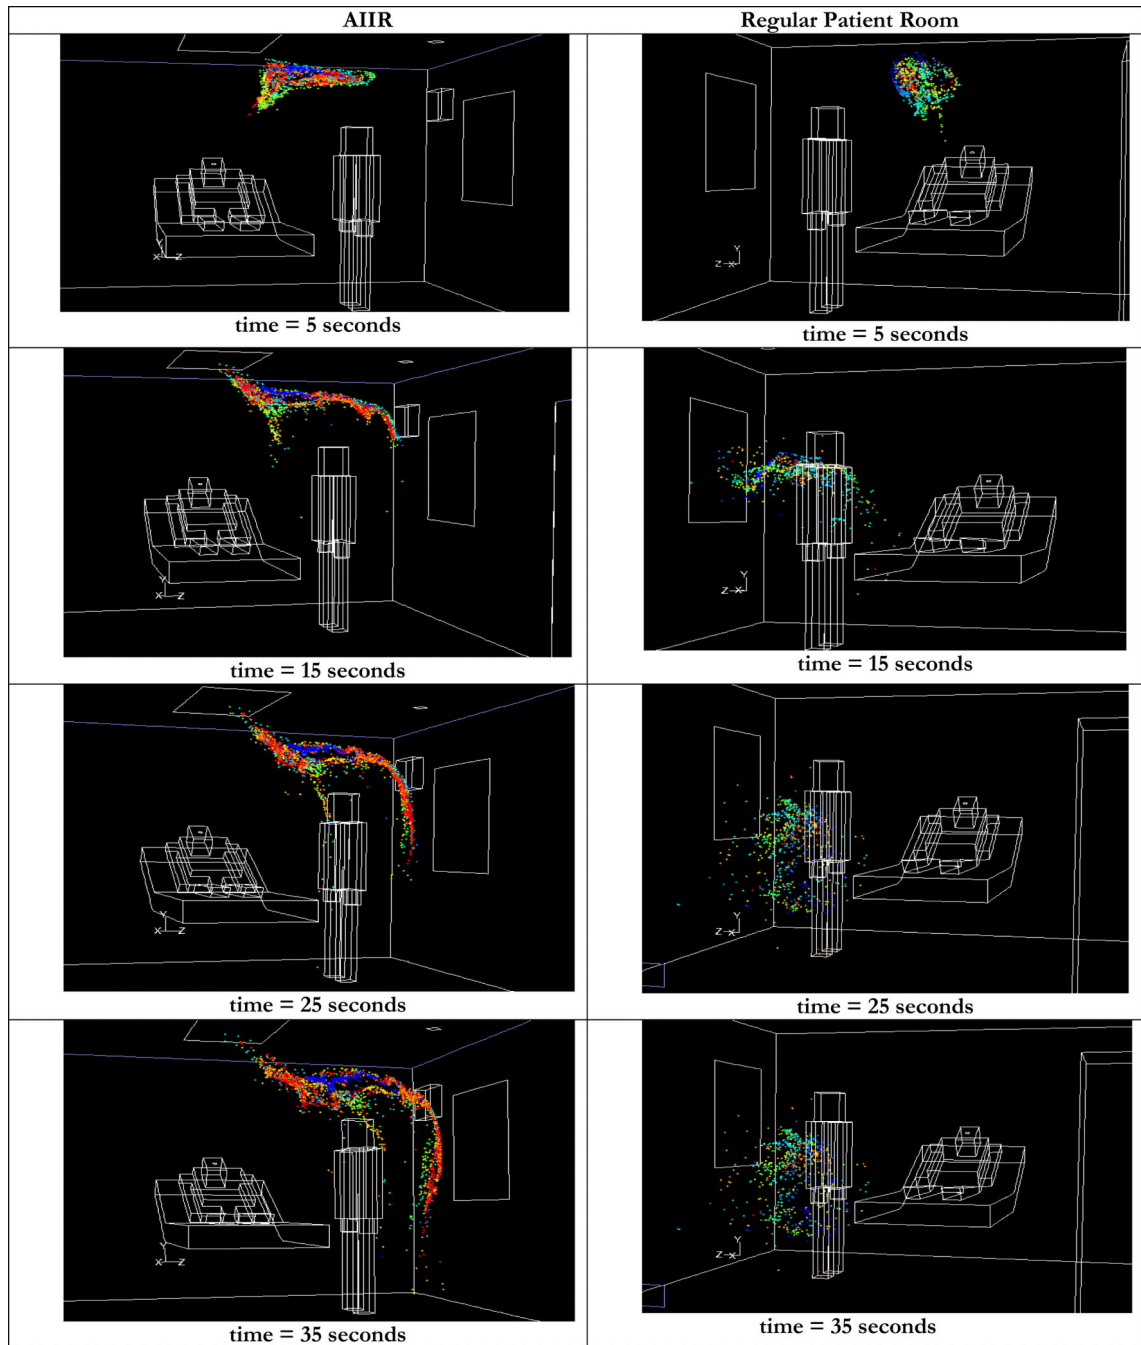 AIIR
Regular Patient Room
Y
X Z
time = 5 seconds
Y
Z X
time = 5 seconds
Y
X Z
time = 15 seconds
Y
Z X
time = 15 seconds
Y
X Z
time = 25 seconds
Y
Z X
time = 25 seconds
Y
X Z
time = 35 seconds
Y
Z X
time = 35 seconds